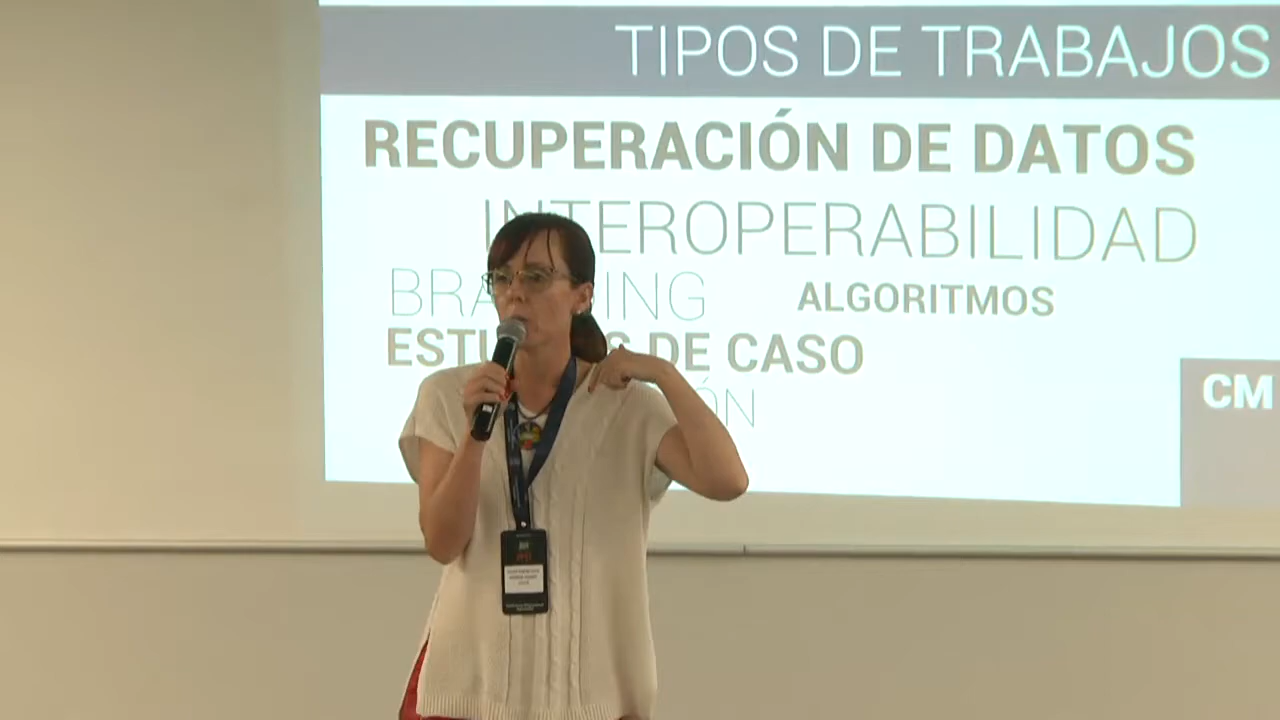 TIPOS DE TRABAJOS
RECUPERACIÓN DE DATOS
INTEROPERABILIDAD
ALGORITMOS
DE CASO
CM